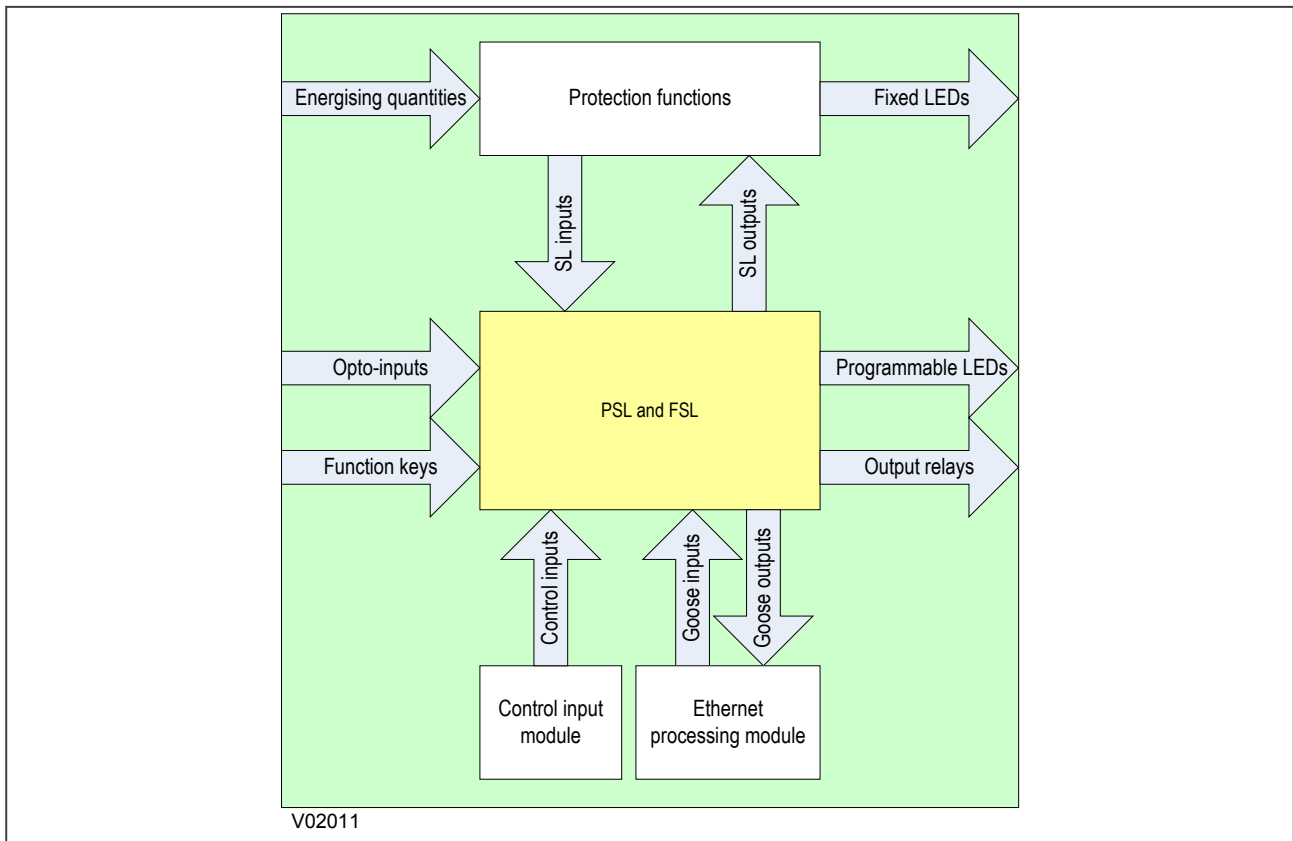 Energising quantities
Protection functions
Fixed LEDs
SL inputs
SL outputs
Opto-inputs
Programmable LEDs
PSL and FSL
Function keys
Output relays
Control inputs
Goose inputs
Goose outputs
Control input
module
Ethernet
processing module
V02011